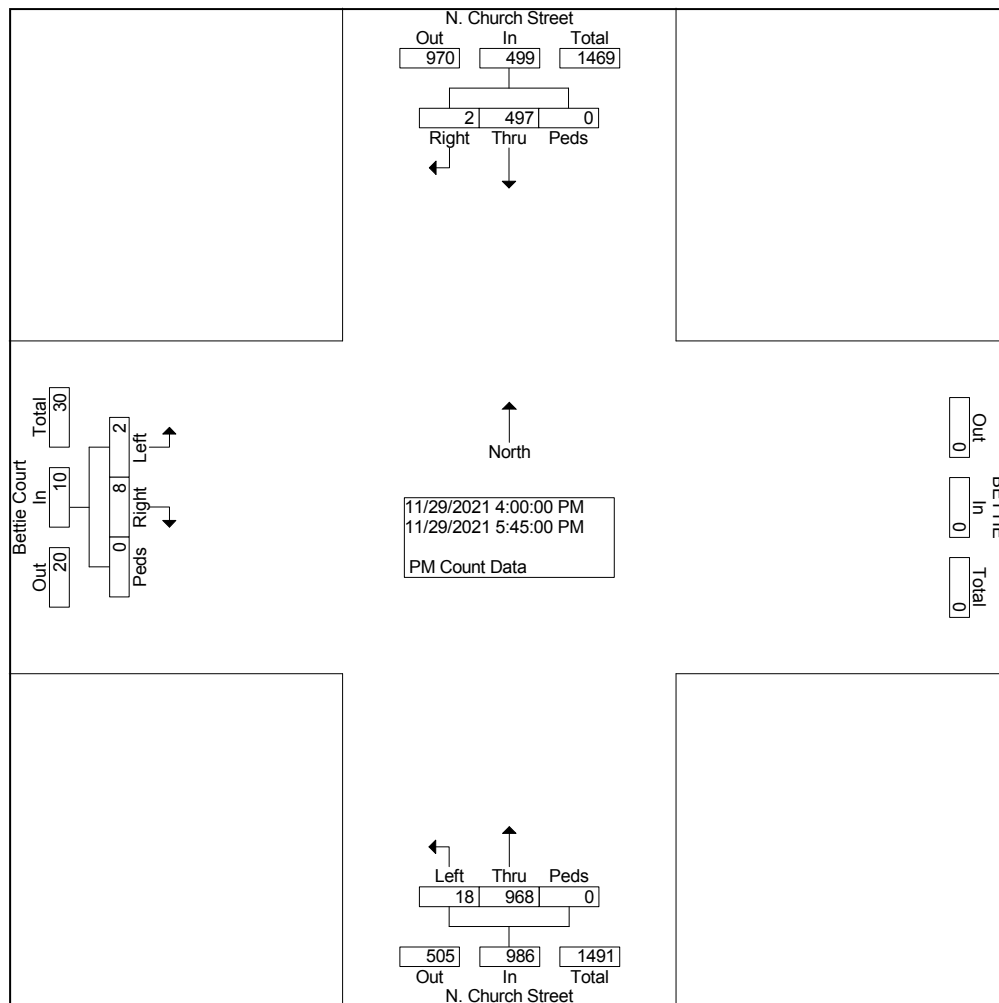 N. Church Street
Out In Total
970 499 1469
2 497 0
Right Thru Peds
Bettie Court
Total In Out
30 10 20
2 8 0
Left Right Peds
North
11/29/2021 4:00:00 PM
11/29/2021 5:45:00 PM
PM Count Data
Out In Total
0 0 0
Left Thru Peds
18 968 0
505 986 1491
Out In Total
N. Church Street